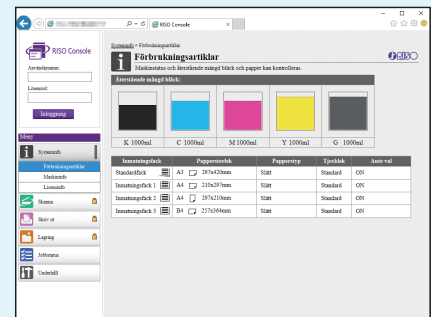 RISO Console
RISO Console
Användarnamn:
Lösenord:
Inloggning
Meny
Systeminfo
Förbrukningsartiklar
Maskininfo
Licensinfo
Skanna
Skriv ut
Lagring
Jobbstatus
Underhåll
Systeminfo > Förbrukningsartiklar
Förbrukningsartiklar
Maskinstatus och återstående mängd bläck och papper kan kontrolleras.
RISO
Återstående mängd bläck:
K 1000ml C 1000ml M 1000ml Y 1000ml G 1000ml
Inmatningsfack Pappersstorlek Papperstyp Tjocklek Auto val
Standardfack A3 297x420mm Slätt Standard ON
Inmatningsfack 1 A4 210x297mm Slätt Standard ON
Inmatningsfack 2 A4 297x210mm Slätt Standard ON
Inmatningsfack 3 B4 257x364mm Slätt Standard ON